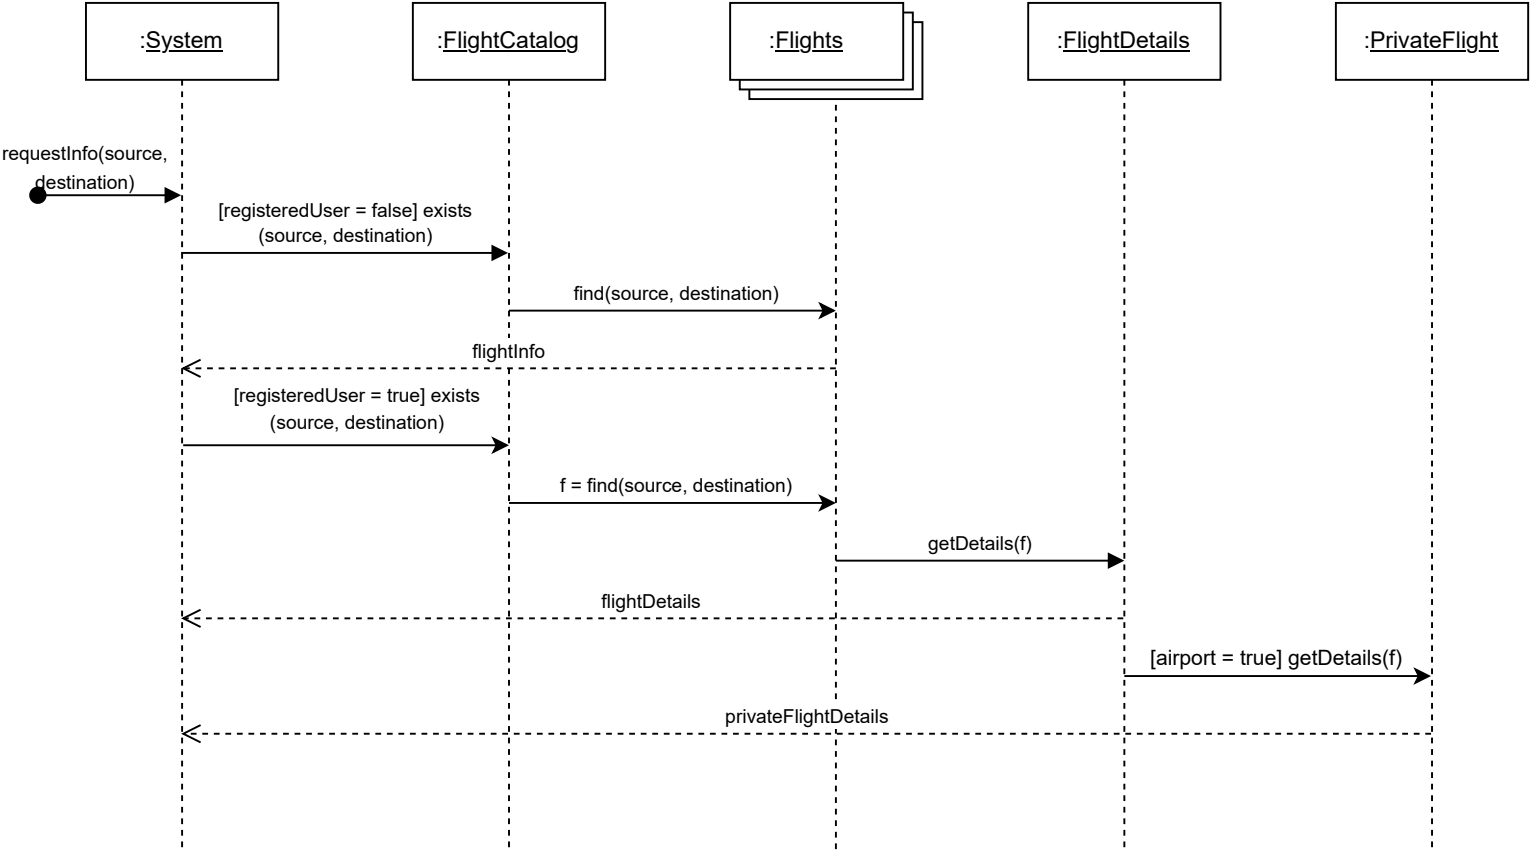 :System
:FlightCatalog
:Flights
:FlightDetails
:PrivateFlight
requestInfo(source,
destination)
[registeredUser = false] exists
(source, destination)
find(source, destination)
flightInfo
[registeredUser = true] exists
(source, destination)
f = find(source, destination)
getDetails(f)
flightDetails
[airport = true] getDetails(f)
privateFlightDetails